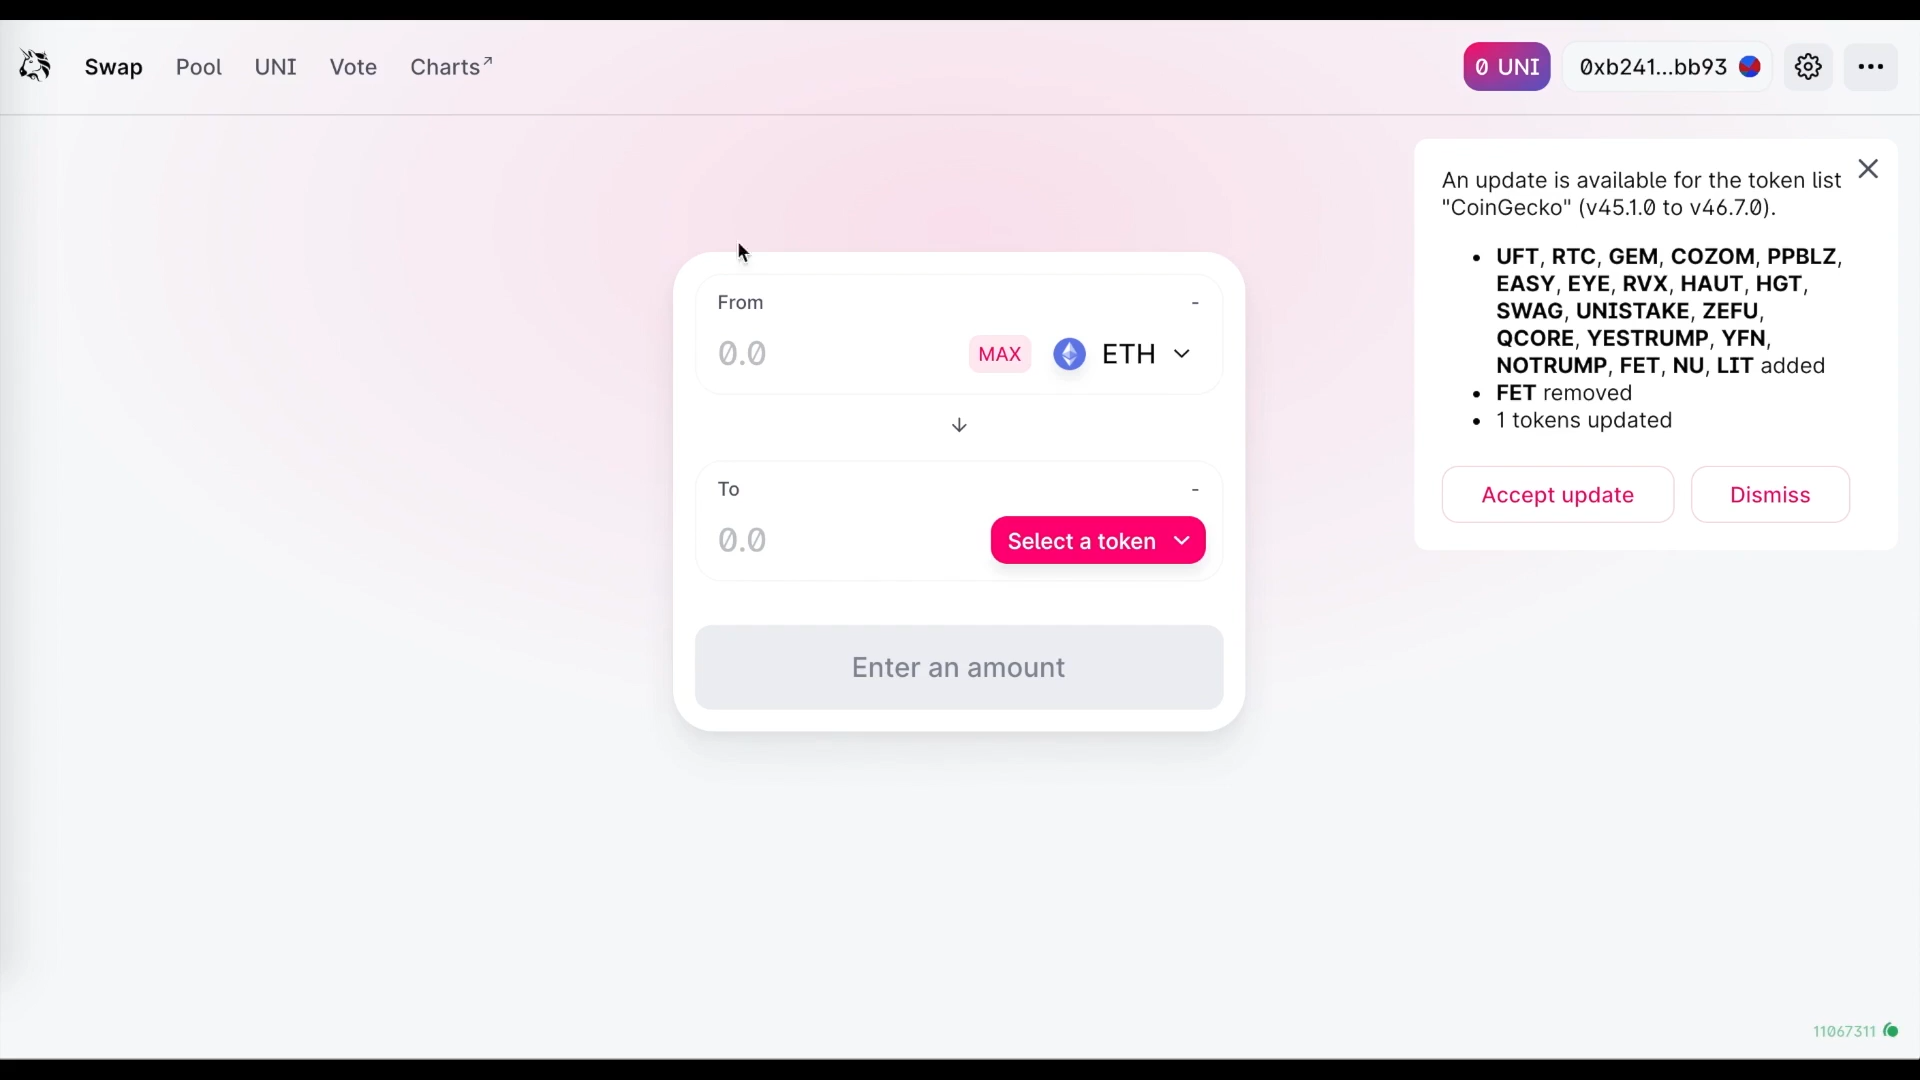 Swap Pool UNI Vote Charts↗
0 UNI 0xb241...bb93
An update is available for the token list
"CoinGecko" (v45.1.0 to v46.7.0).
• UFT, RTC, GEM, COZOM, PPBLZ,
EASY, EYE, RVX, HAUT, HGT,
SWAG, UNISTAKE, ZEFU,
QCORE, YESTRUMP, YFN,
NOTRUMP, FET, NU, LIT added
• FET removed
• 1 tokens updated
Accept update Dismiss
From -
0.0 MAX ETH
To -
0.0 Select a token
Enter an amount
11067311